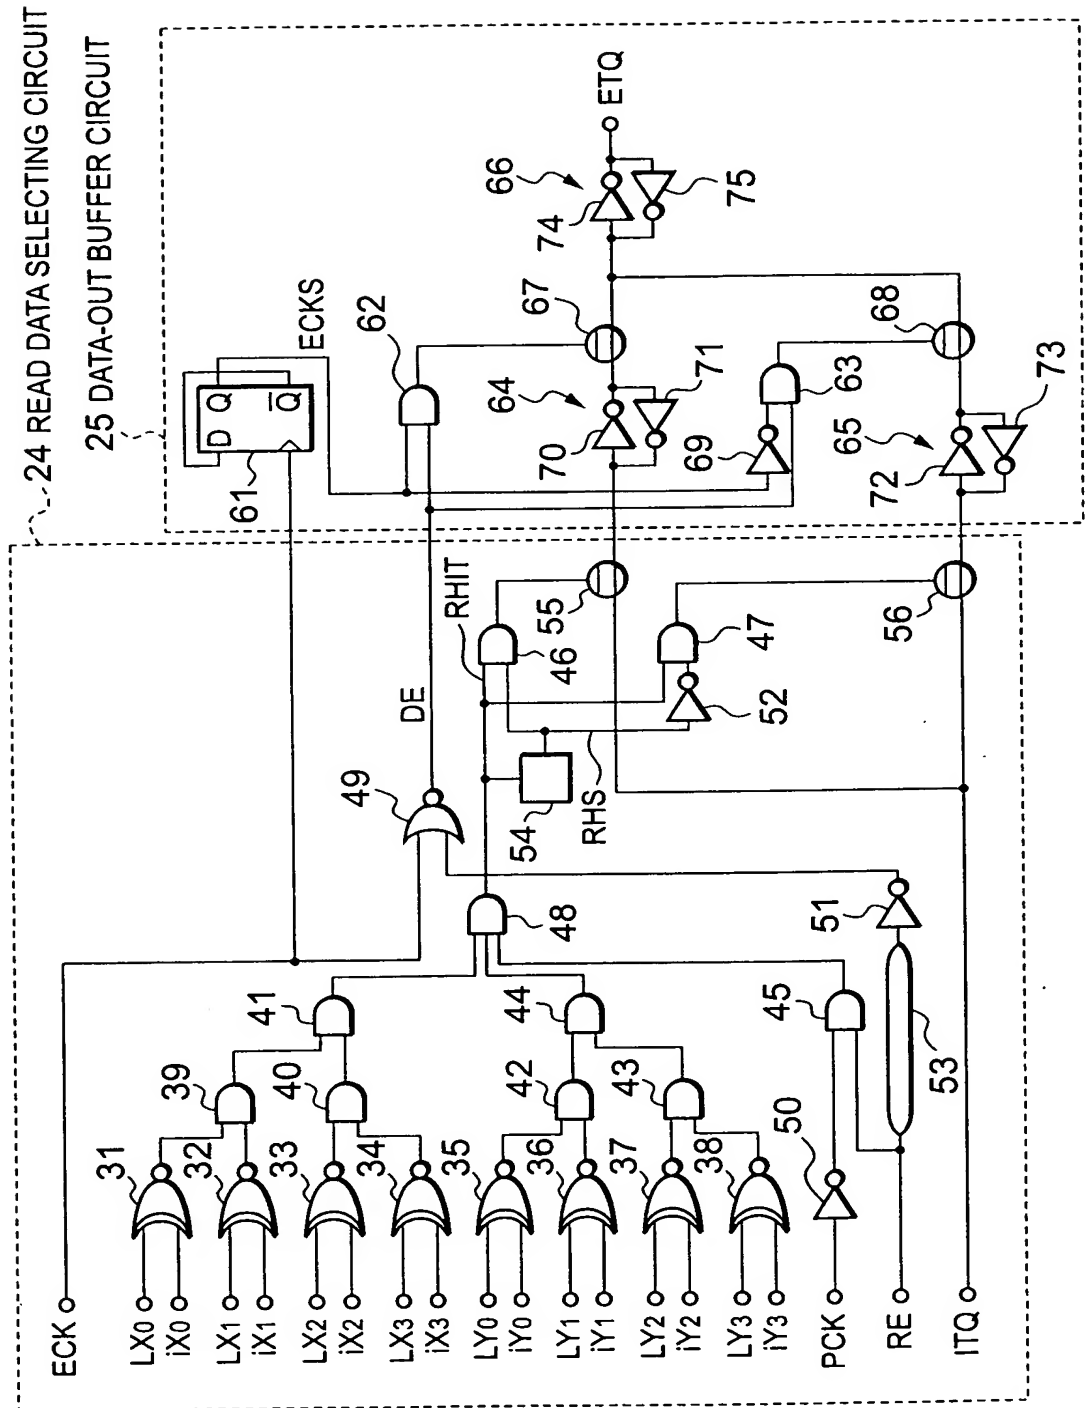 24 READ DATA SELECTING CIRCUIT
25 DATA-OUT BUFFER CIRCUIT
ECK
LX0
iX0
LX1
iX1
LX2
iX2
LX3
iX3
LY0
iY0
LY1
iY1
LY2
iY2
LY3
iY3
PCK
RE
ITQ
31
32
33
34
35
36
37
38
39
40
41
42
43
44
45
50
53
51
48
49
DE
RHIT
54
RHS
46
55
52
47
56
61
D
Q
Q
ECKS
62
64
70
67
71
69
63
65
72
68
73
66
74
75
ETQ